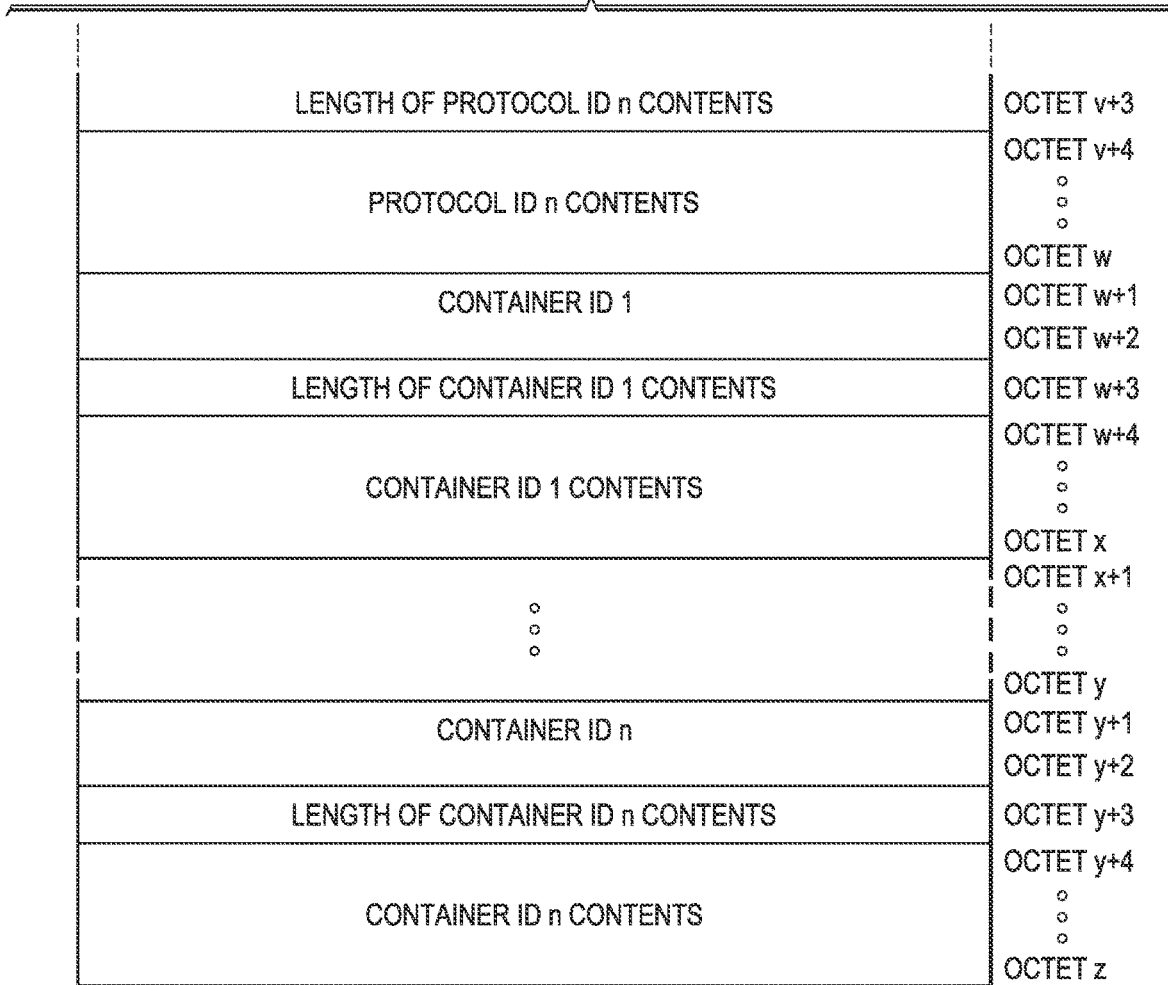 LENGTH OF PROTOCOL ID n CONTENTS OCTET v+3
OCTET v+4
PROTOCOL ID n CONTENTS
OCTET w
CONTAINER ID 1 OCTET w+1
OCTET w+2
LENGTH OF CONTAINER ID 1 CONTENTS OCTET w+3
OCTET w+4
CONTAINER ID 1 CONTENTS
OCTET x
OCTET x+1
OCTET y
CONTAINER ID n OCTET y+1
OCTET y+2
LENGTH OF CONTAINER ID n CONTENTS OCTET y+3
OCTET y+4
CONTAINER ID n CONTENTS
OCTET z